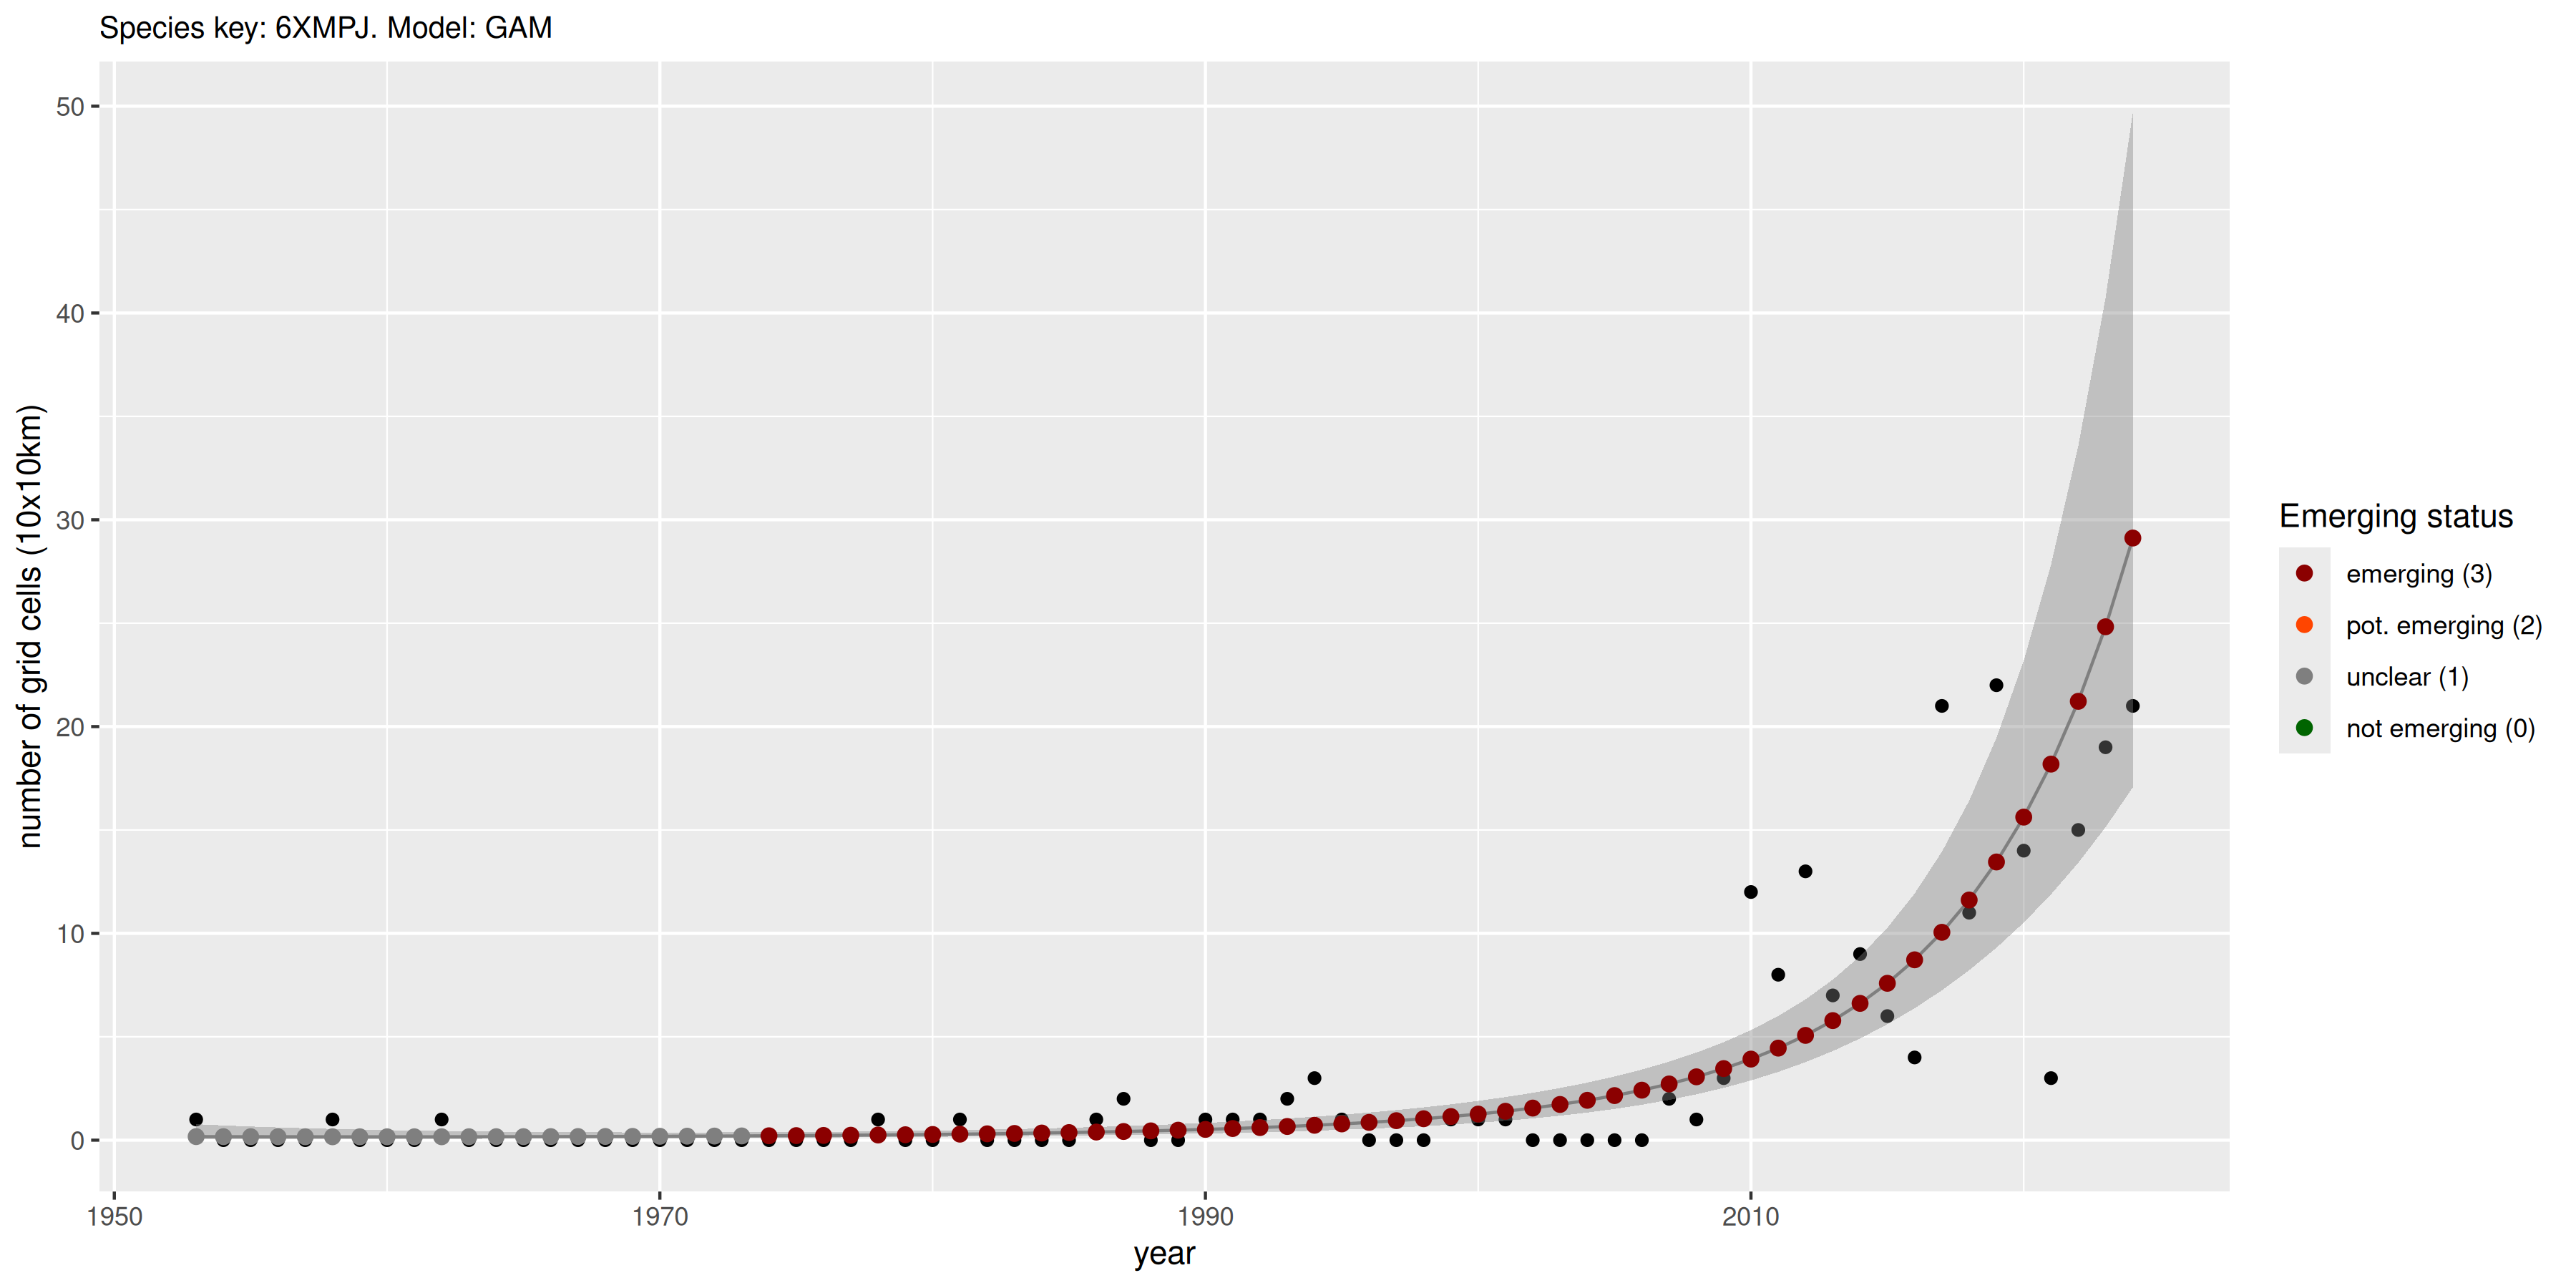 Species key: 6XMPJ. Model: GAM
50
40
30
20
10
0
number of grid cells (10x10km)
1950
1970
1990
2010
year
Emerging status
emerging (3)
pot. emerging (2)
unclear (1)
not emerging (0)